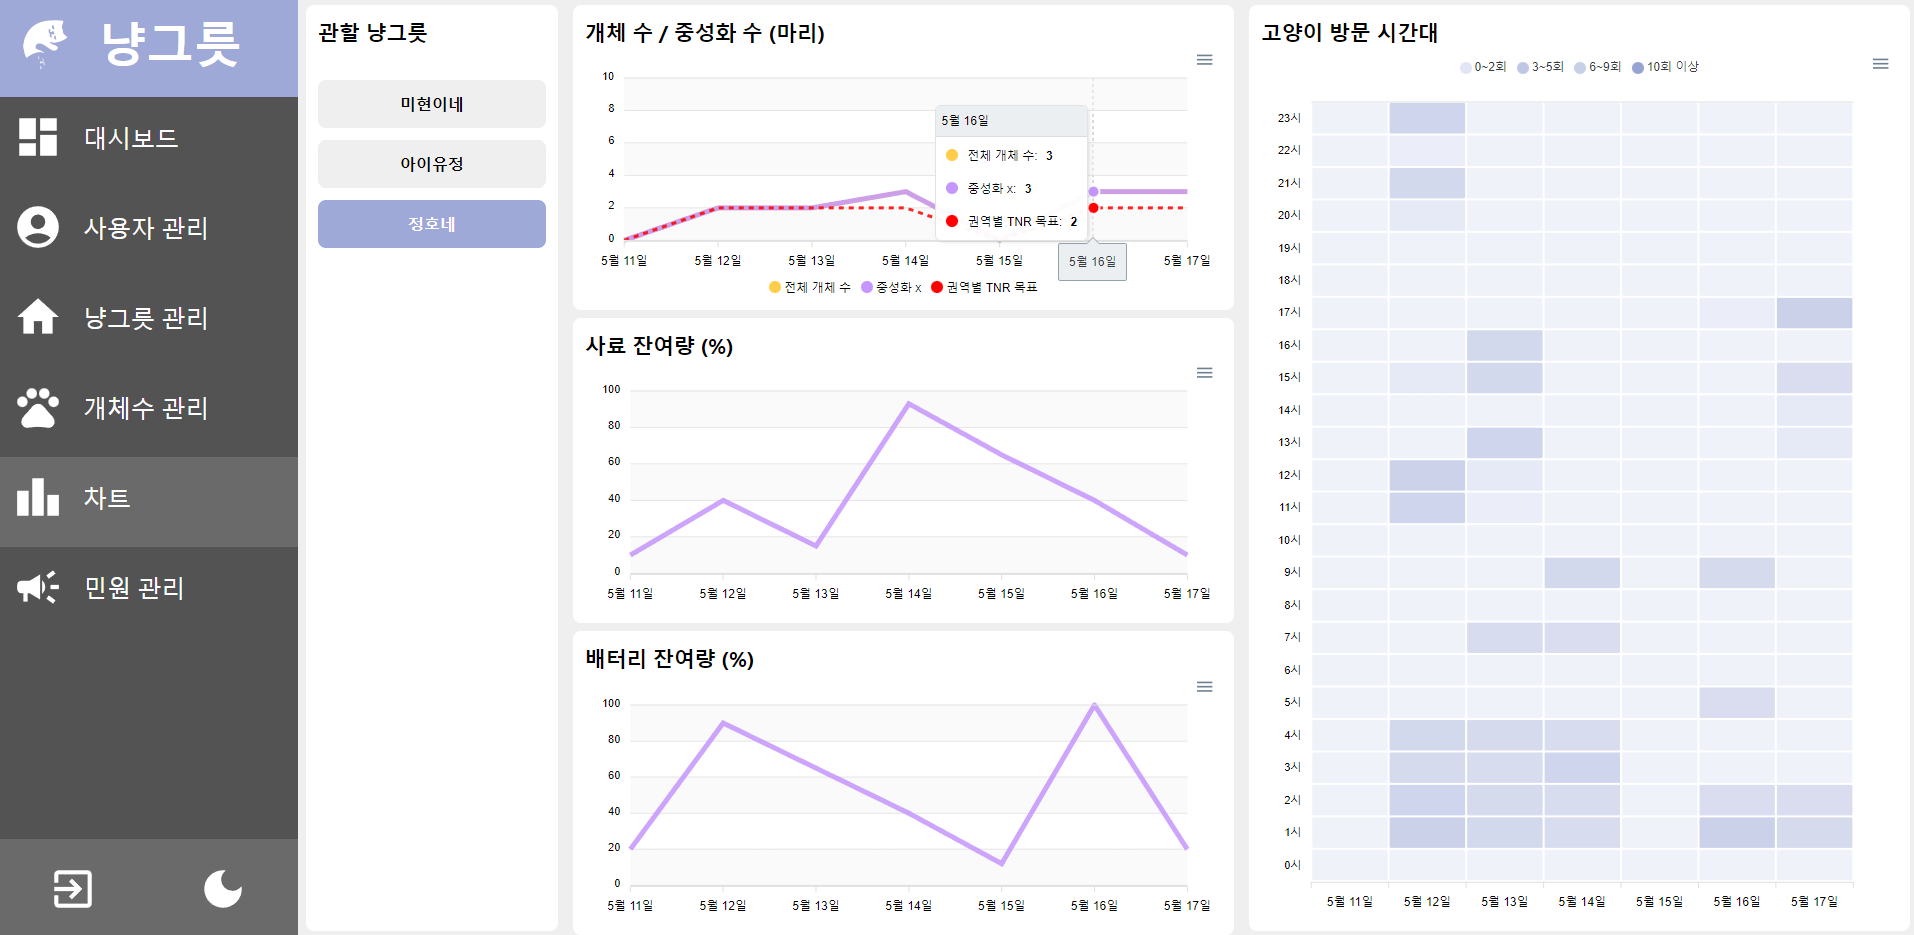 냥그릇
대시보드
사용자 관리
냥그릇 관리
개체수 관리
차트
민원 관리
관할 냥그릇
미현이네
아이유정
정호네
개체 수 / 중성화 수 (마리)
10
8
6
4
2
0
5월 16일
전체 개체 수: 3
중성화 x: 3
권역별 TNR 목표: 2
5월 11일 5월 12일 5월 13일 5월 14일 5월 15일 5월 16일 5월 17일
전체 개체 수 중성화 x 권역별 TNR 목표
사료 잔여량 (%)
100
80
60
40
20
0
5월 11일 5월 12일 5월 13일 5월 14일 5월 15일 5월 16일 5월 17일
배터리 잔여량 (%)
100
80
60
40
20
0
5월 11일 5월 12일 5월 13일 5월 14일 5월 15일 5월 16일 5월 17일
고양이 방문 시간대
0~2회 3~5회 6~9회 10회 이상
23시
22시
21시
20시
19시
18시
17시
16시
15시
14시
13시
12시
11시
10시
9시
8시
7시
6시
5시
4시
3시
2시
1시
0시
5월 11일 5월 12일 5월 13일 5월 14일 5월 15일 5월 16일 5월 17일